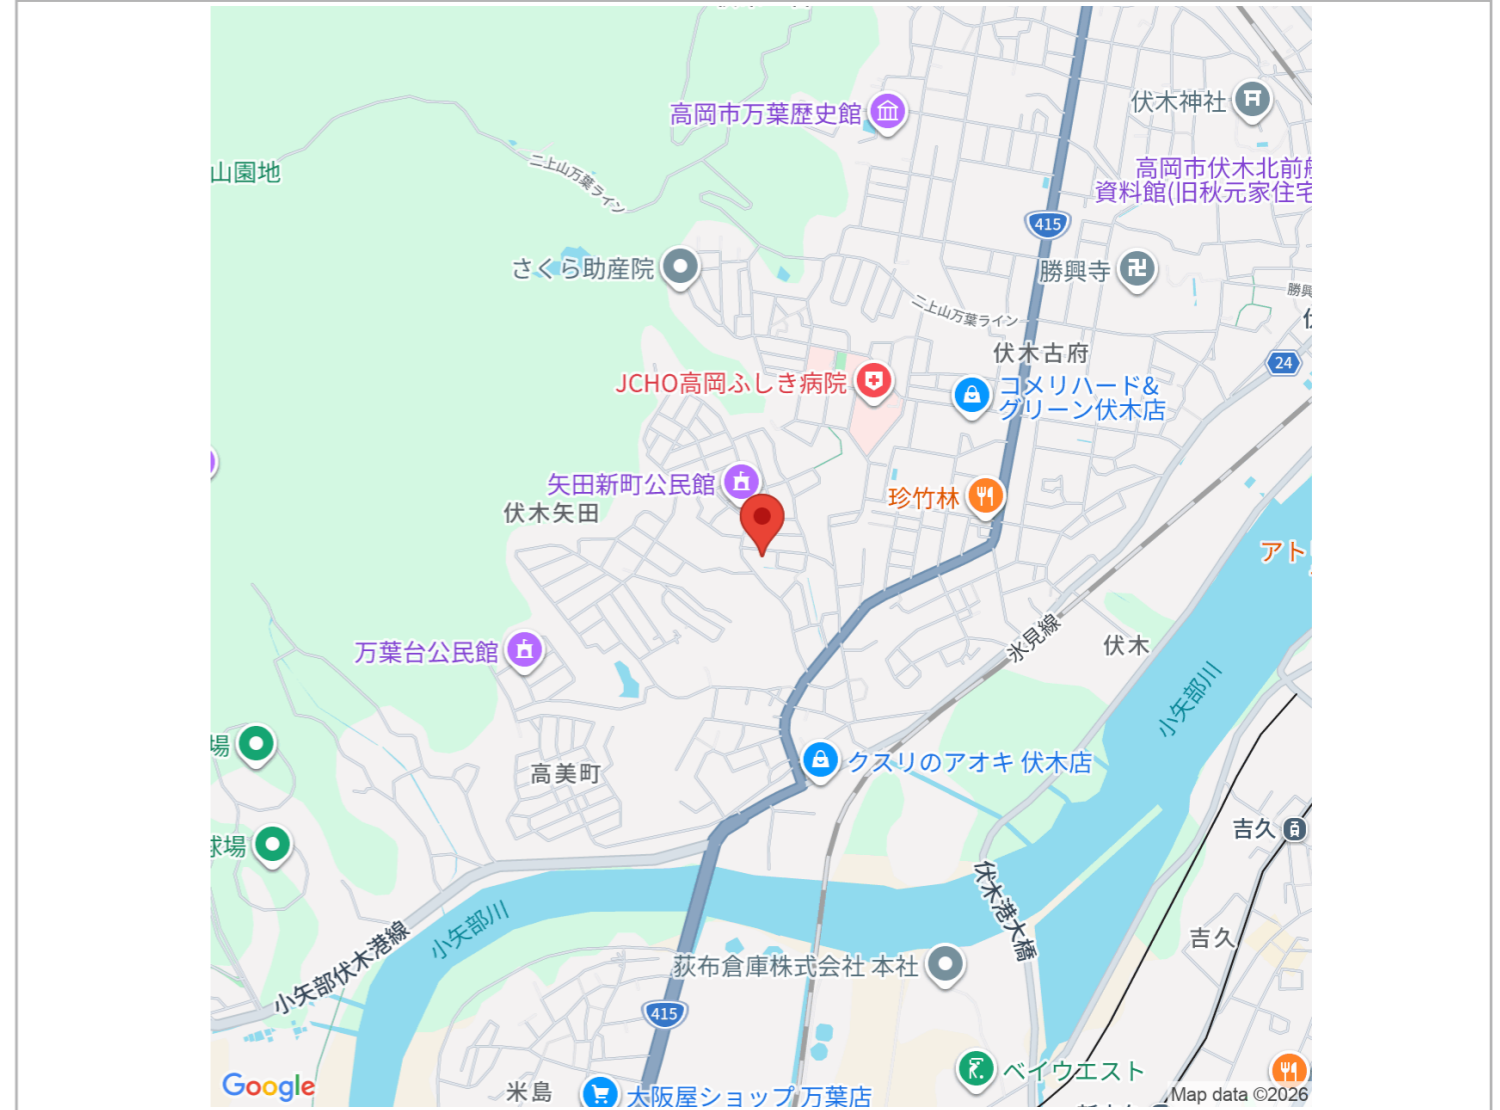 高岡市万葉歴史館
伏木神社
高岡市伏木北前
資料館(旧秋元家住宅
山園地
二上山万葉ライン
415
さくら助産院
勝興寺
勝興
二上山万葉ライン
伏木古府
24
JCHO高岡ふしき病院
コメリハード&
グリーン伏木店
矢田新町公民館
珍竹林
伏木矢田
アト
氷見線
伏木
万葉台公民館
小矢部川
場
クスリのアオキ 伏木店
高美町
吉久
球場
伏木港大橋
小矢部川
吉久
小矢部伏木港線
荻布倉庫株式会社 本社
415
ベイウエスト
Google
米島
大阪屋ショップ 万葉店
Map data ©2026